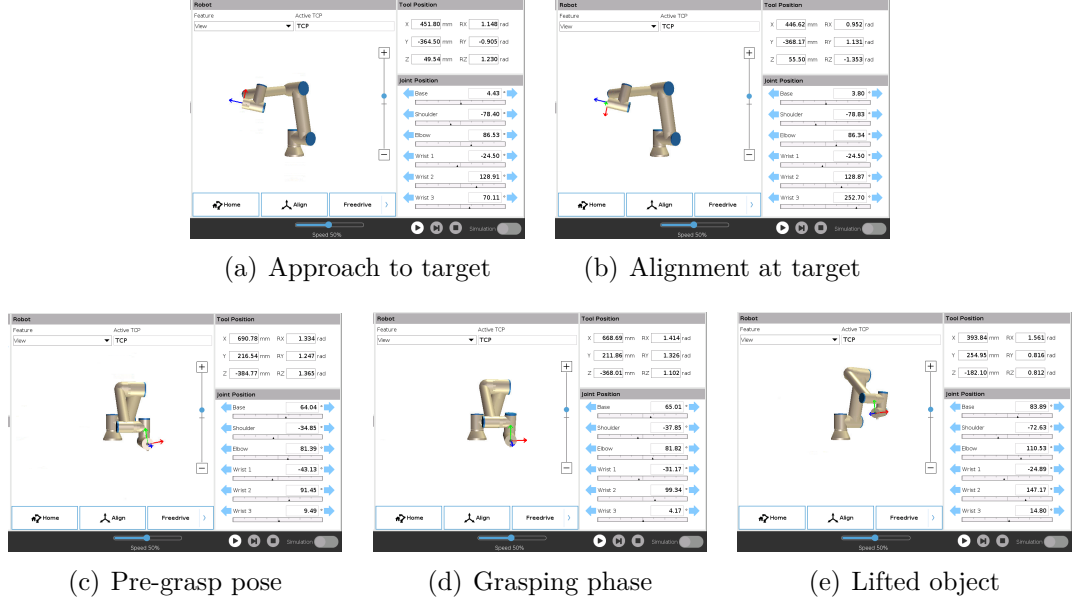 Robot
Feature Active TCP
View TCP
Tool Position
X 451.80 mm RX 1.148 rad
Y -364.50 mm RY -0.905 rad
Z 49.54 mm RZ 1.230 rad
Joint Position
Base 4.43 °
Shoulder -78.40 °
Elbow 86.53 °
Wrist 1 -24.50 °
Wrist 2 128.91 °
Wrist 3 70.11 °
Home Align Freedrive
Speed 50%
Simulation
(a) Approach to target
Robot
Feature Active TCP
View TCP
Tool Position
X 446.62 mm RX 0.952 rad
Y -368.17 mm RY 1.131 rad
Z 55.50 mm RZ -1.353 rad
Joint Position
Base 3.80 °
Shoulder -78.83 °
Elbow 86.34 °
Wrist 1 -24.50 °
Wrist 2 128.87 °
Wrist 3 252.70 °
Home Align Freedrive
Speed 50%
Simulation
(b) Alignment at target
Robot
Feature Active TCP
View TCP
Tool Position
X 690.78 mm RX 1.334 rad
Y 216.54 mm RY 1.247 rad
Z -384.77 mm RZ 1.365 rad
Joint Position
Base 64.04 °
Shoulder -34.85 °
Elbow 81.39 °
Wrist 1 -43.13 °
Wrist 2 91.45 °
Wrist 3 9.49 °
Home Align Freedrive
Speed 50%
Simulation
(c) Pre-grasp pose
Robot
Feature Active TCP
View TCP
Tool Position
X 668.69 mm RX 1.414 rad
Y 211.86 mm RY 1.326 rad
Z -368.01 mm RZ 1.102 rad
Joint Position
Base 65.01 °
Shoulder -37.85 °
Elbow 81.82 °
Wrist 1 -31.17 °
Wrist 2 99.34 °
Wrist 3 4.17 °
Home Align Freedrive
Speed 50%
Simulation
(d) Grasping phase
Robot
Feature Active TCP
View TCP
Tool Position
X 393.84 mm RX 1.561 rad
Y 254.95 mm RY 0.816 rad
Z -182.10 mm RZ 0.812 rad
Joint Position
Base 83.89 °
Shoulder -72.63 °
Elbow 110.53 °
Wrist 1 -24.89 °
Wrist 2 147.17 °
Wrist 3 14.80 °
Home Align Freedrive
Speed 50%
Simulation
(e) Lifted object